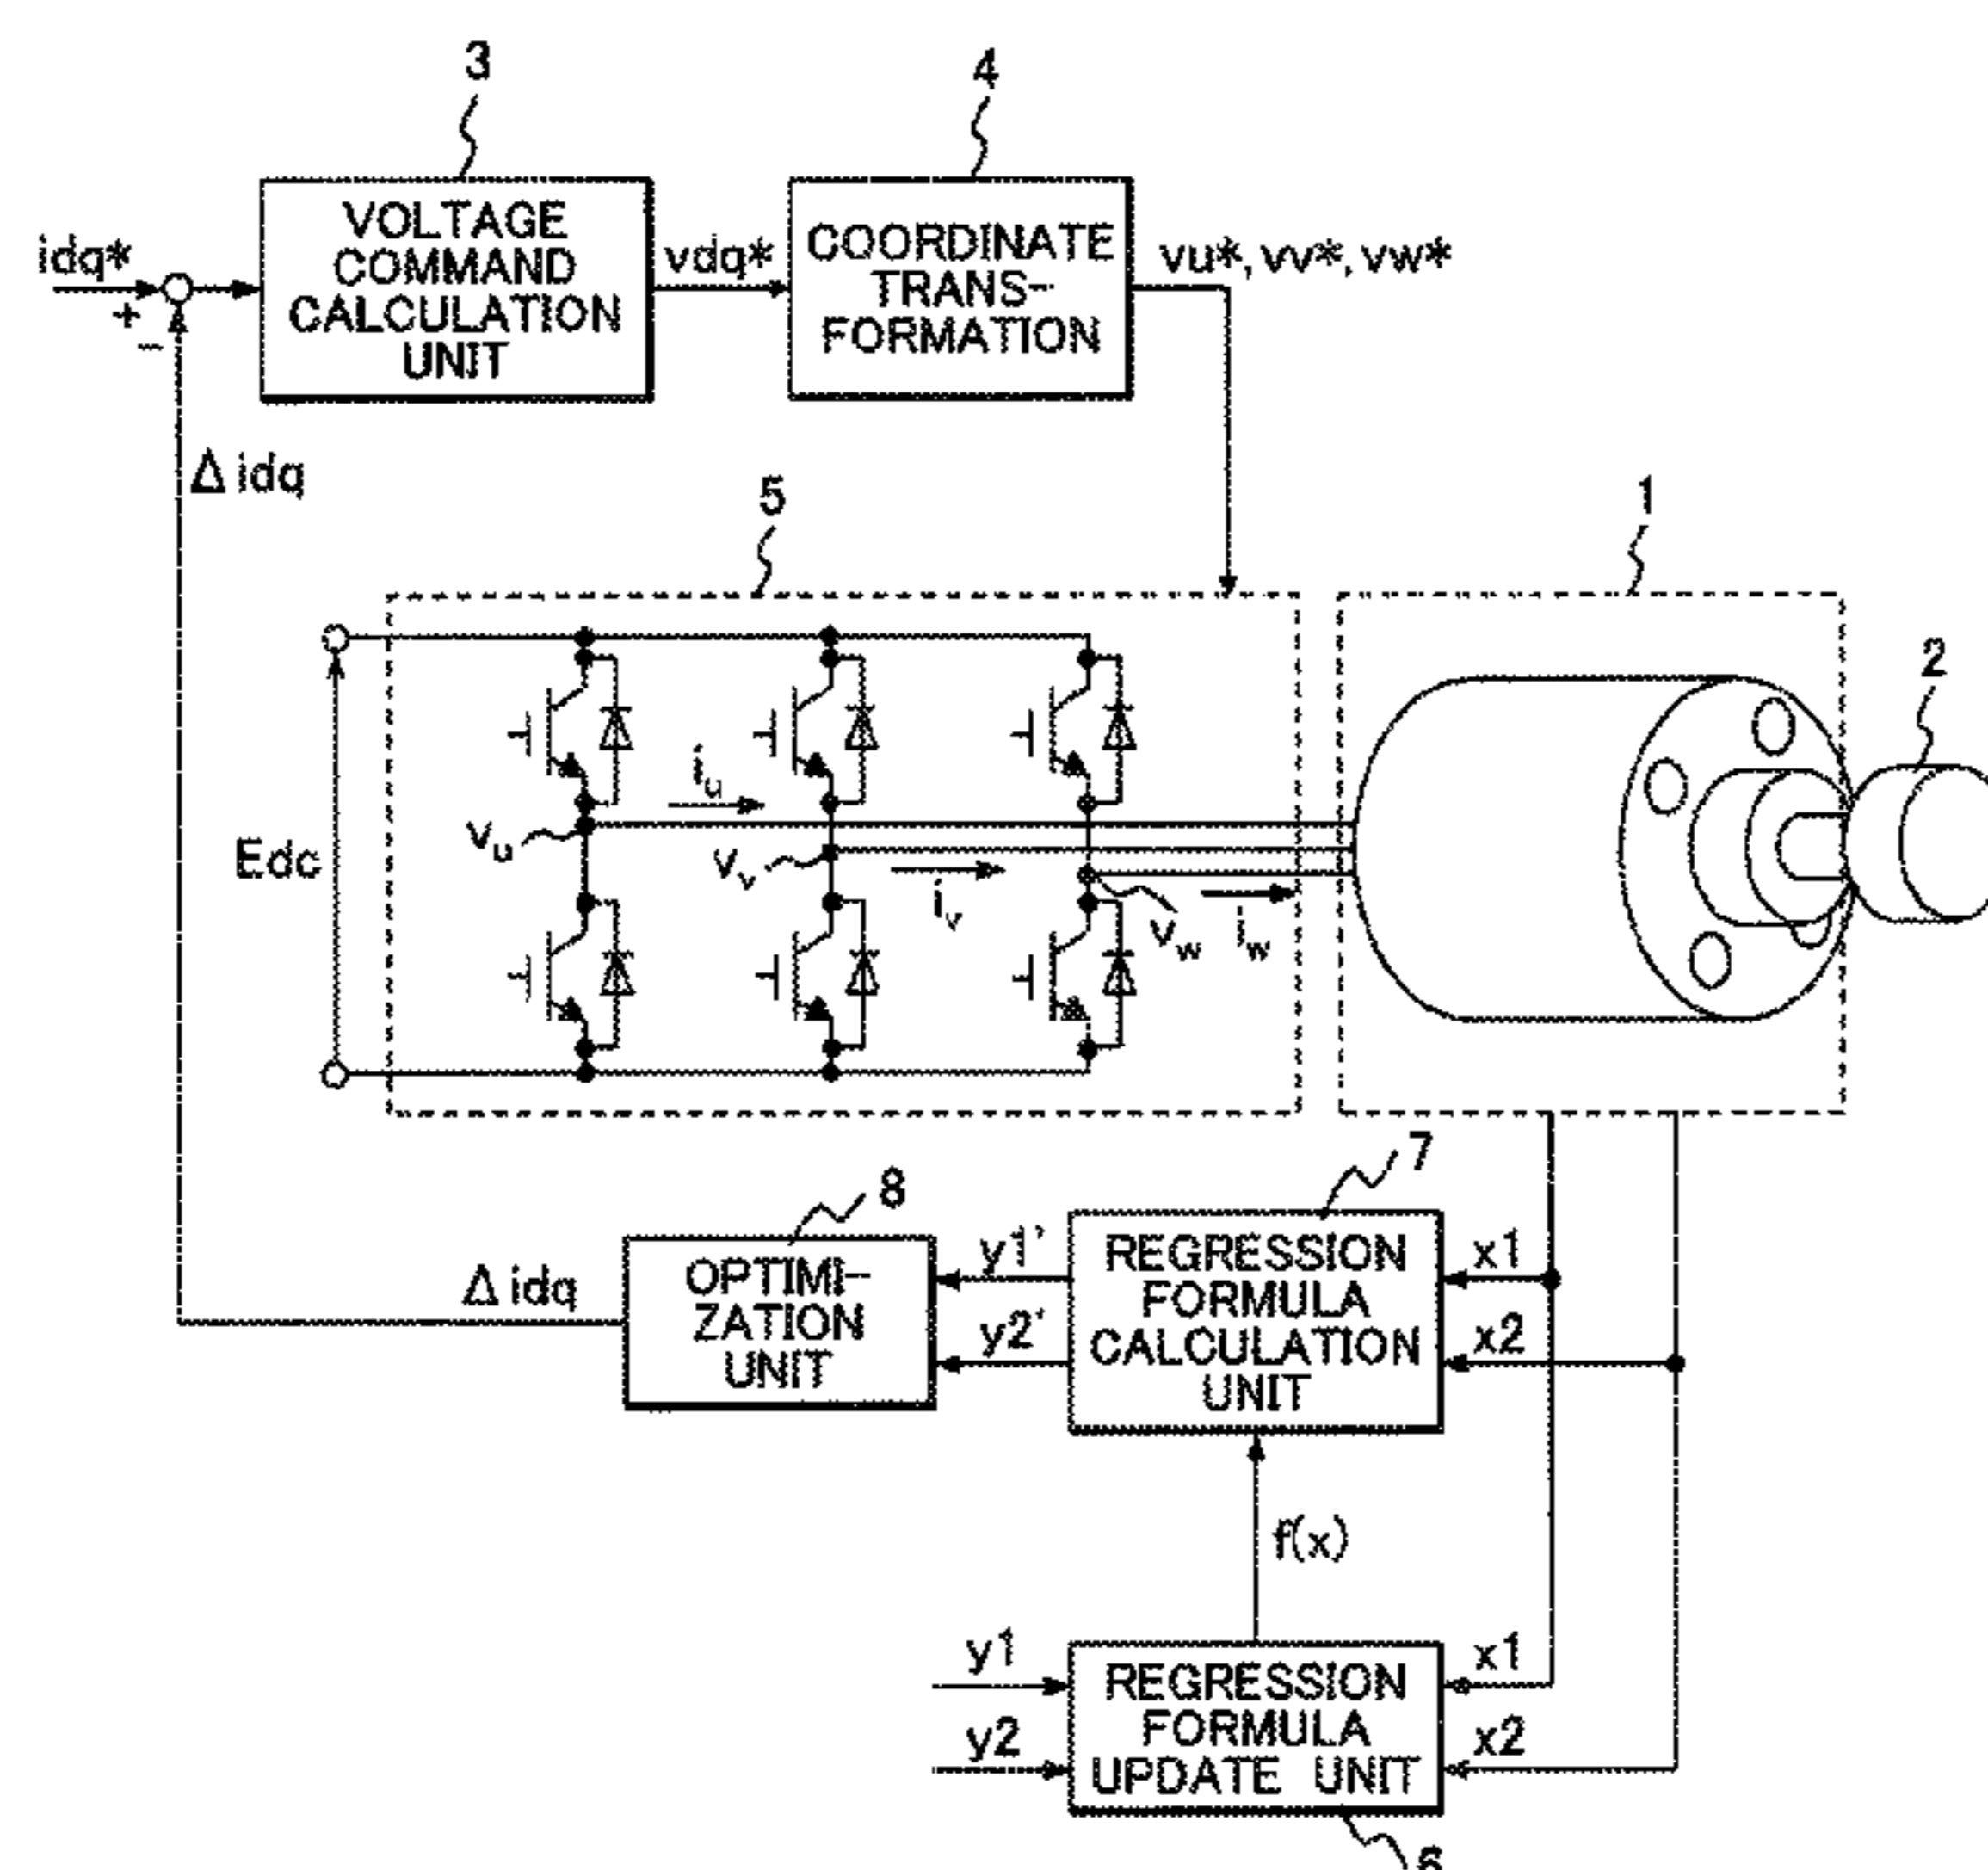 3
4
idq*
+
-
VOLTAGE
COMMAND
CALCULATION
UNIT
vdq*
COORDINATE
TRANS-
FORMATION
vu*, vv*, vw*
Δidq
5
1
2
Edc
iu
vu
vv
iv
vw
iw
7
8
OPTIMI-
ZATION
UNIT
Δidq
y1'
y2'
REGRESSION
FORMULA
CALCULATION
UNIT
x1
x2
f(x)
y1
y2
REGRESSION
FORMULA
UPDATE UNIT
x1
x2
6